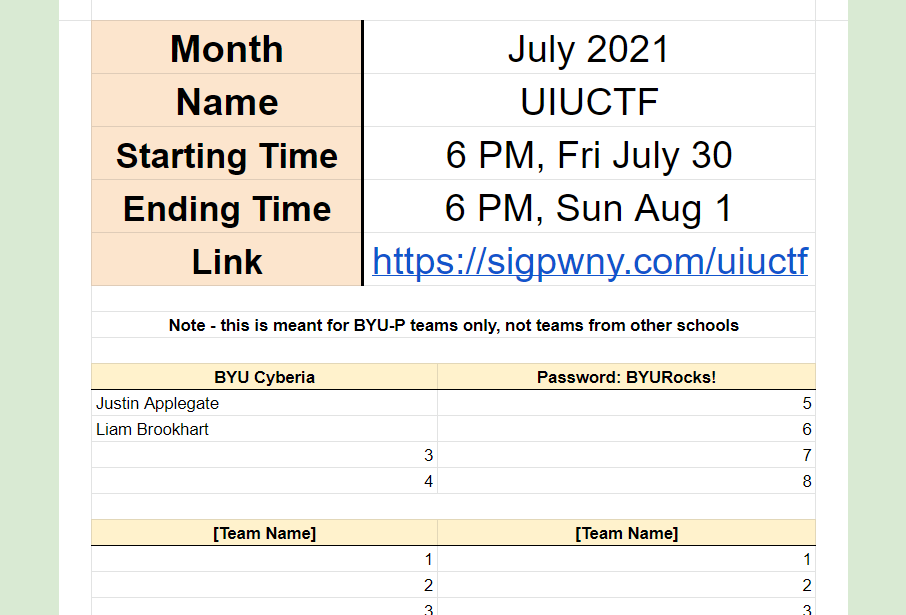 Month July 2021
Name UIUCTF
Starting Time 6 PM, Fri July 30
Ending Time 6 PM, Sun Aug 1
Link https://sigpwny.com/uiuctf
Note - this is meant for BYU-P teams only, not teams from other schools
BYU Cyberia Password: BYURocks!
Justin Applegate 5
Liam Brookhart 6
3 7
4 8
[Team Name] [Team Name]
1 1
2 2
3 3